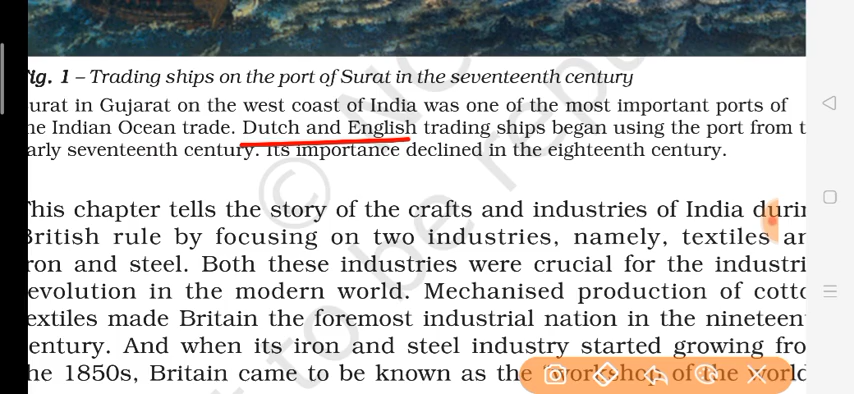 ig. 1 – Trading ships on the port of Surat in the seventeenth century
urat in Gujarat on the west coast of India was one of the most important ports of
he Indian Ocean trade. Dutch and English trading ships began using the port from t
arly seventeenth century. Its importance declined in the eighteenth century.
This chapter tells the story of the crafts and industries of India durin
British rule by focusing on two industries, namely, textiles an
ron and steel. Both these industries were crucial for the industri
evolution in the modern world. Mechanised production of cotto
extiles made Britain the foremost industrial nation in the nineteen
entury. And when its iron and steel industry started growing fro
he 1850s, Britain came to be known as the "workshop of the world